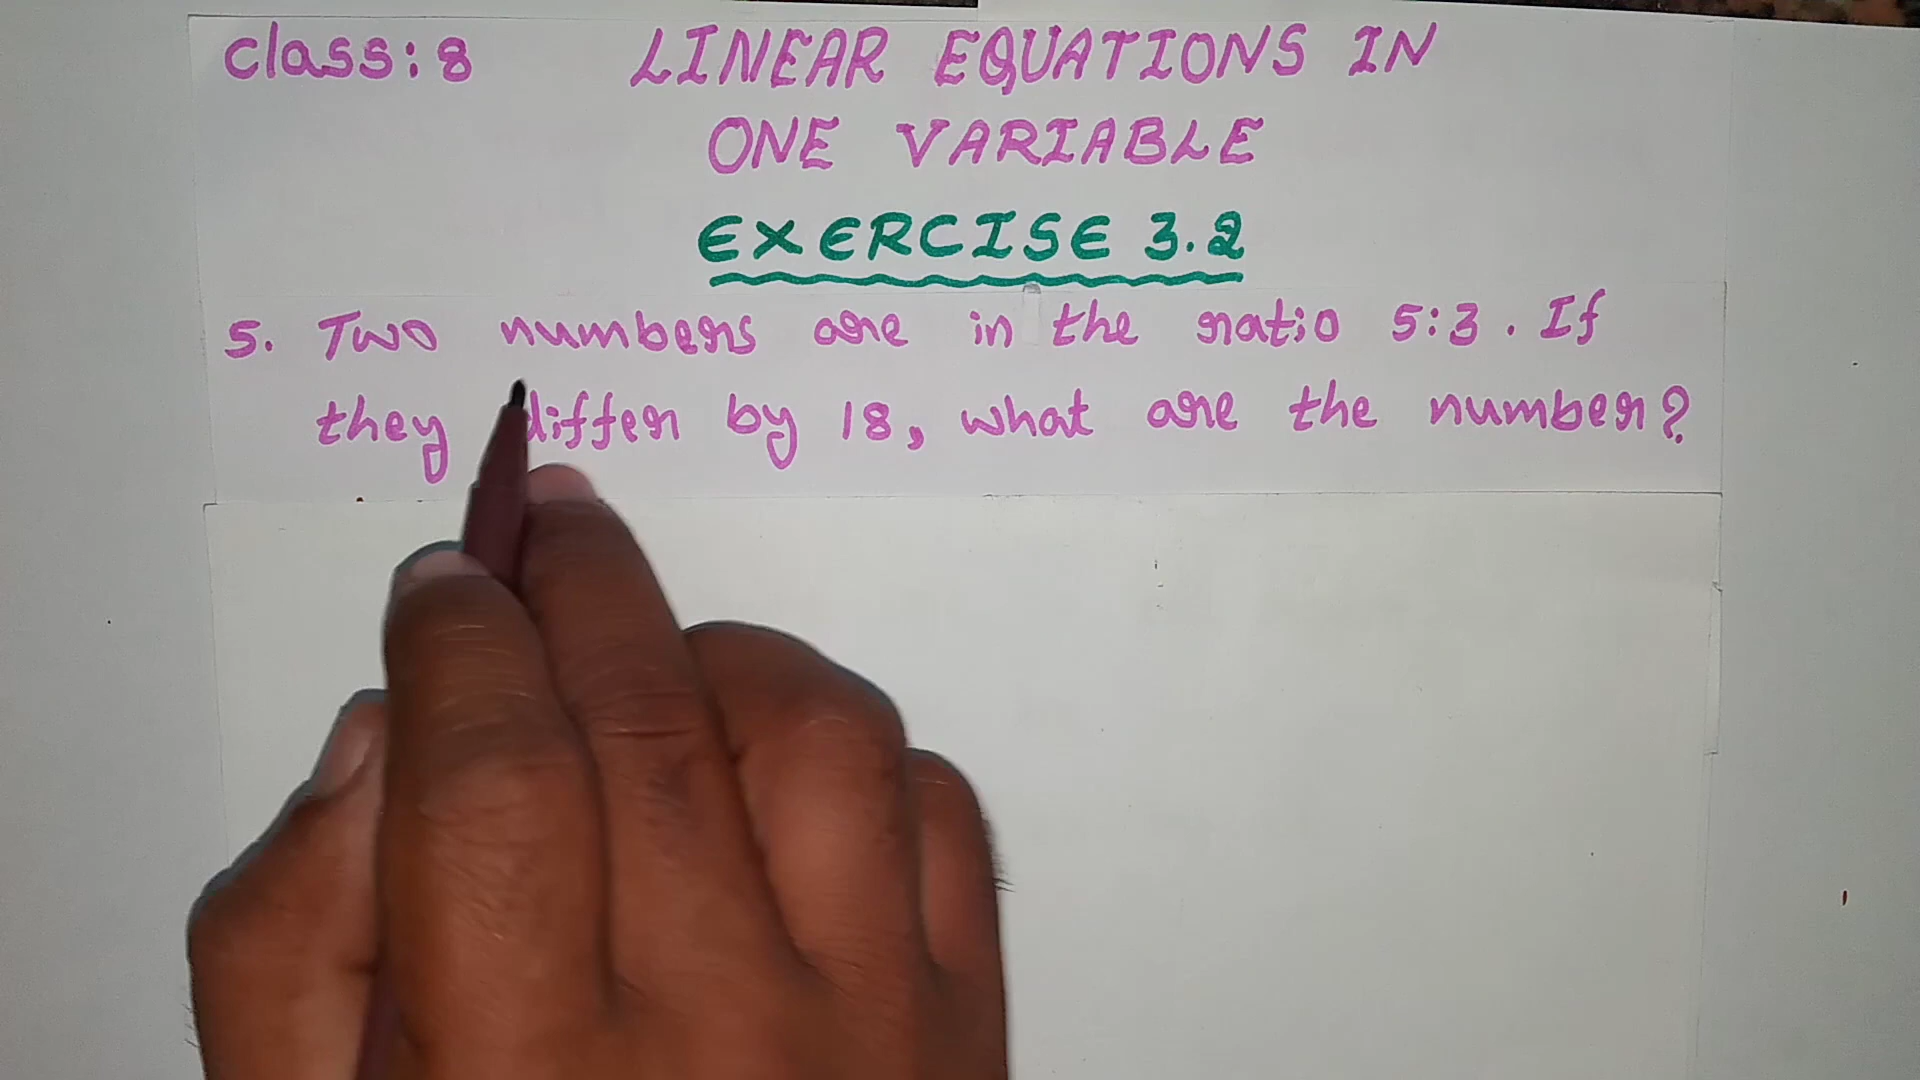 class: 8 LINEAR EQUATIONS IN
ONE VARIABLE
EXERCISE 3.2
5. Two numbers are in the ratio 5:3. If
they differ by 18, what are the number?